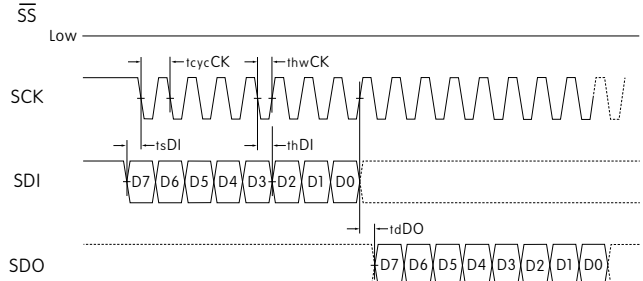 SS
Low
tcycCK
thwCK
SCK
tsDI
thDI
SDI
D7 D6 D5 D4 D3 D2 D1 D0
tdDO
SDO
D7 D6 D5 D4 D3 D2 D1 D0